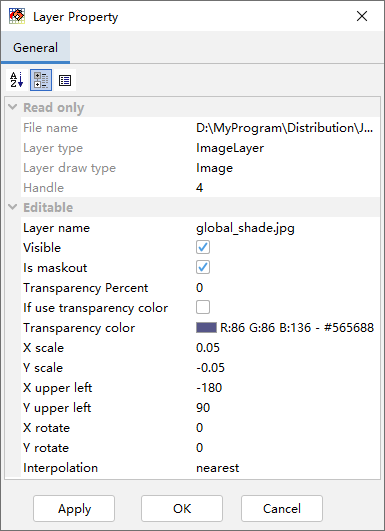 Layer Property
General
Read only
File name D:\MyProgram\Distribution\J...
Layer type ImageLayer
Layer draw type Image
Handle 4
Editable
Layer name global_shade.jpg
Visible
Is maskout
Transparency Percent 0
If use transparency color
Transparency color R:86 G:86 B:136 - #565688
X scale 0.05
Y scale -0.05
X upper left -180
Y upper left 90
X rotate 0
Y rotate 0
Interpolation nearest
Apply OK Cancel